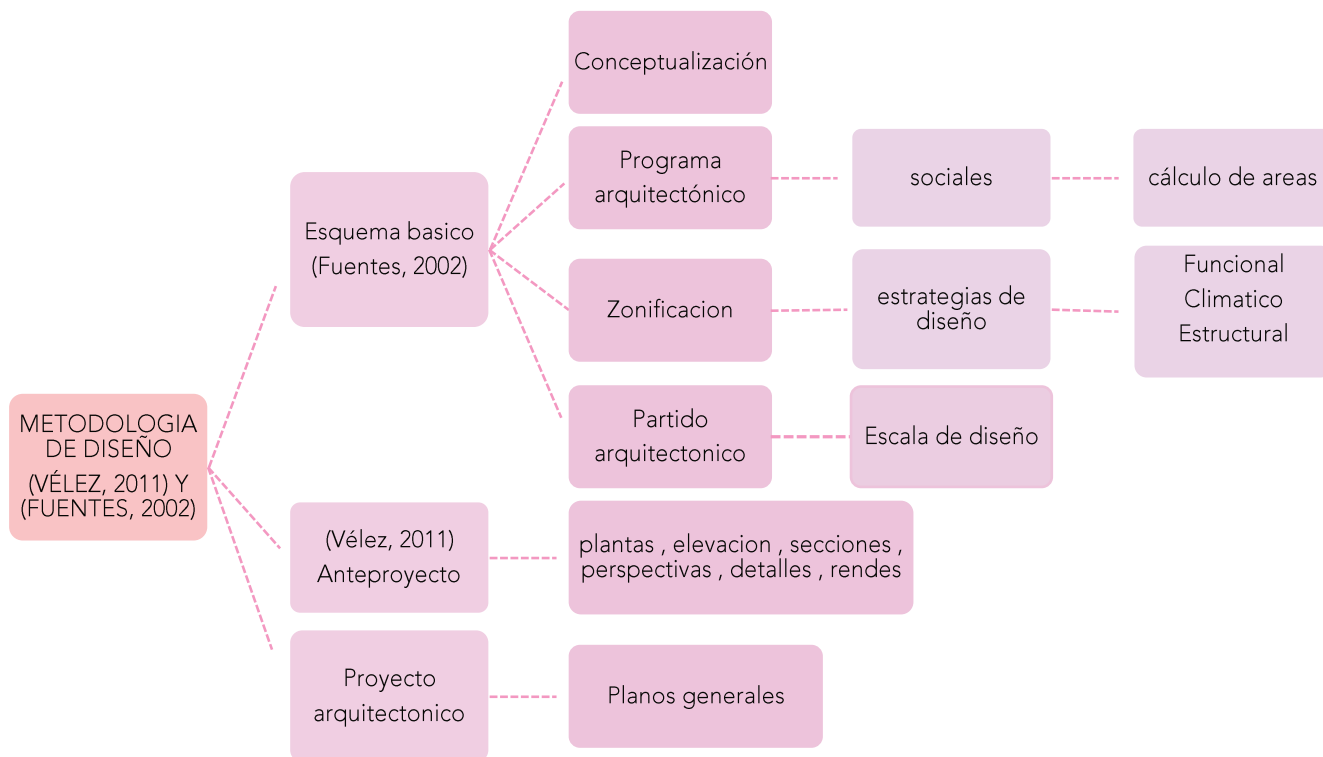 METODOLOGIA
DE DISEÑO
(VÉLEZ, 2011) Y
(FUENTES, 2002)
Esquema basico
(Fuentes, 2002)
Conceptualización
Programa
arquitectónico
sociales
cálculo de areas
Zonificacion
estrategias de
diseño
Funcional
Climatico
Estructural
Partido
arquitectonico
Escala de diseño
(Vélez, 2011)
Anteproyecto
plantas , elevacion , secciones ,
perspectivas , detalles , rendes
Proyecto
arquitectonico
Planos generales